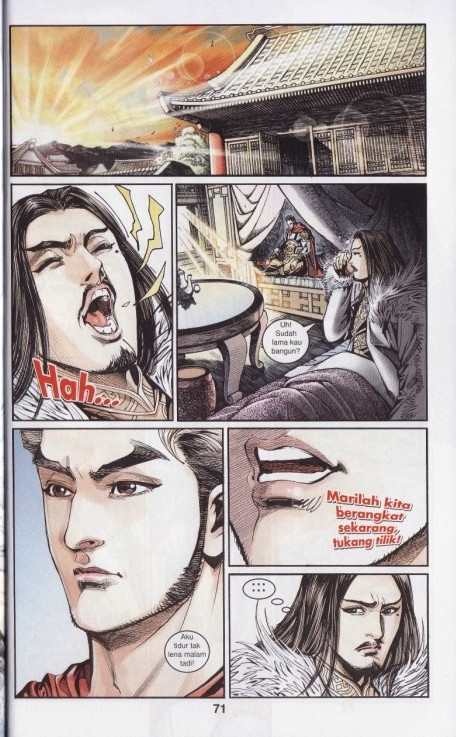 Hah...
Uh!
Sudah
lama kau
bangun?
Aku
tidur tak
lena malam
tadi!
Marilah kita
berangkat
sekarang,
tukang tilik!
......
71